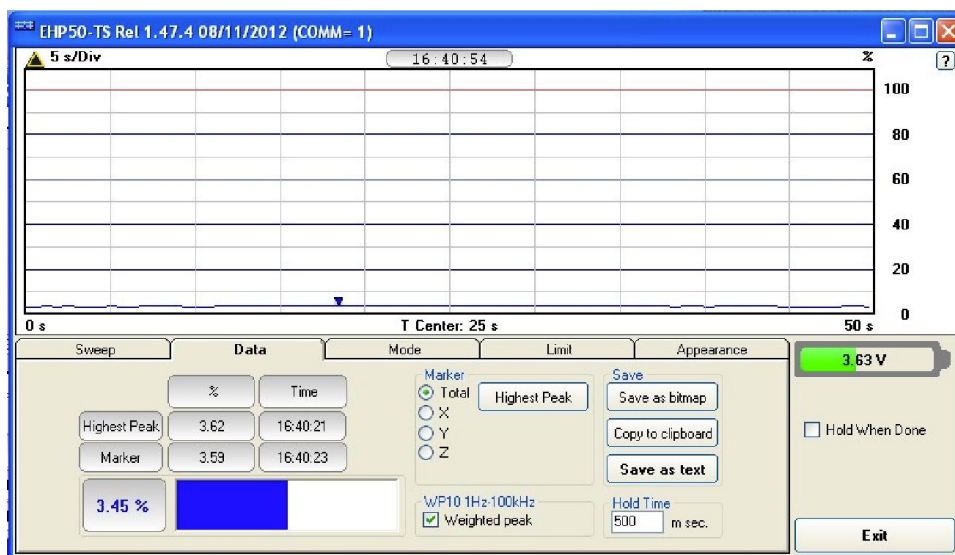 EHP50-TS Rel 1.47.4 08/11/2012 (COMM= 1)
5 s/Div 16:40:54 % ?
100
80
60
40
20
0
0 s T Center: 25 s 50 s
Sweep Data Mode Limit Appearance
3.63 V
% Time
Highest Peak 3.62 16:40:21
Marker 3.59 16:40:23
3.45 %
Marker
Total
X
Y
Z
Highest Peak
WP10 1Hz-100kHz
Weighted peak
Save
Save as bitmap
Copy to clipboard
Save as text
Hold Time
500 m sec.
Hold When Done
Exit